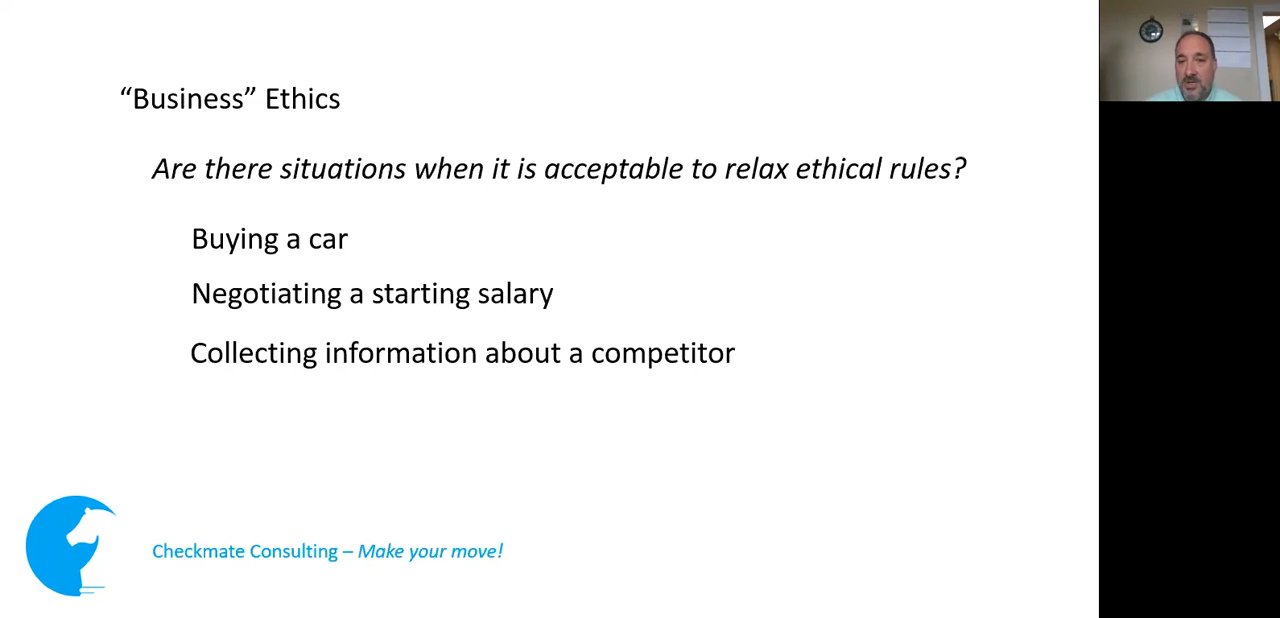 “Business” Ethics
Are there situations when it is acceptable to relax ethical rules?
Buying a car
Negotiating a starting salary
Collecting information about a competitor
Checkmate Consulting – Make your move!